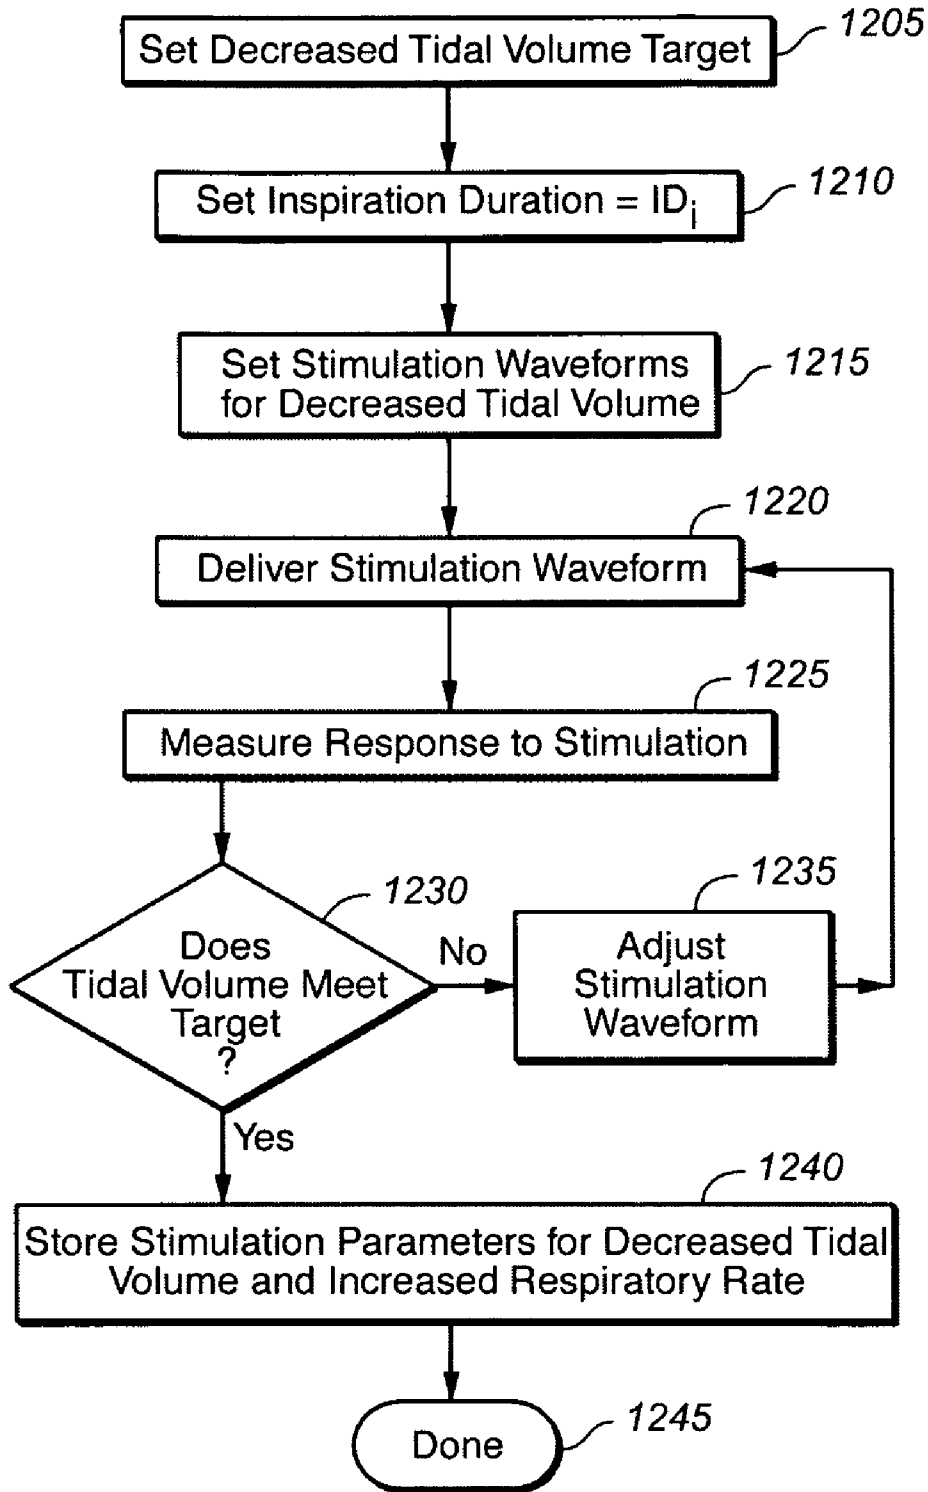 1205
Set Decreased Tidal Volume Target
1210
Set Inspiration Duration = IDi
1215
Set Stimulation Waveforms
for Decreased Tidal Volume
1220
Deliver Stimulation Waveform
1225
Measure Response to Stimulation
1230
Does
Tidal Volume Meet
Target
?
No
1235
Adjust
Stimulation
Waveform
Yes
1240
Store Stimulation Parameters for Decreased Tidal
Volume and Increased Respiratory Rate
1245
Done